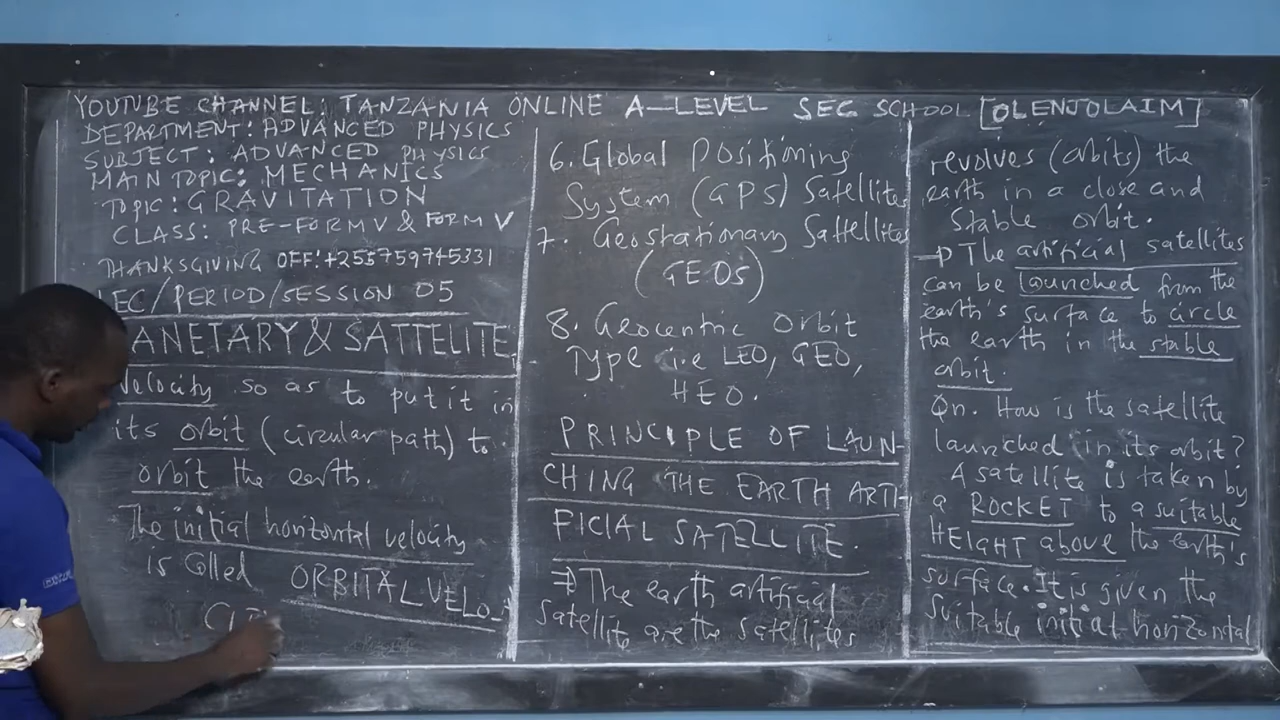 YOUTUBE CHANNEL: TANZANIA ONLINE A-LEVEL SEC SCHOOL [OLENJOLAIM]
DEPARTMENT: ADVANCED PHYSICS
SUBJECT: ADVANCED PHYSICS
MAIN TOPIC: MECHANICS
TOPIC: GRAVITATION
CLASS: PRE-FORM V & FORM V
THANKSGIVING OFF: +255759745331
LEC/PERIOD/SESSION 05
ANETARY & SATTELITE
Velocity so as to put it in
its orbit (circular path) to
orbit the earth.
The initial horizontal velocity
is called ORBITAL VELO-
CI
6. Global Positioning
System (GPS) Satellites
7. Geostationary Sattellites
(GEOs)
8. Geocentric Orbit
Type i.e LEO, GEO,
HEO.
PRINCIPLE OF LAUN-
CHING THE EARTH ARTI-
FICIAL SATELLITE.
⇒ The earth artificial
satellite are the satellites
revolves (orbits) the
earth in a close and
stable orbit.
⇒ The artificial satellites
can be launched from the
earth's surface to circle
the earth in the stable
orbit.
Qn. How is the satellite
launched in its orbit?
A satellite is taken by
a ROCKET to a suitable
HEIGHT above the earth's
surface. It is given the
suitable initial horizontal